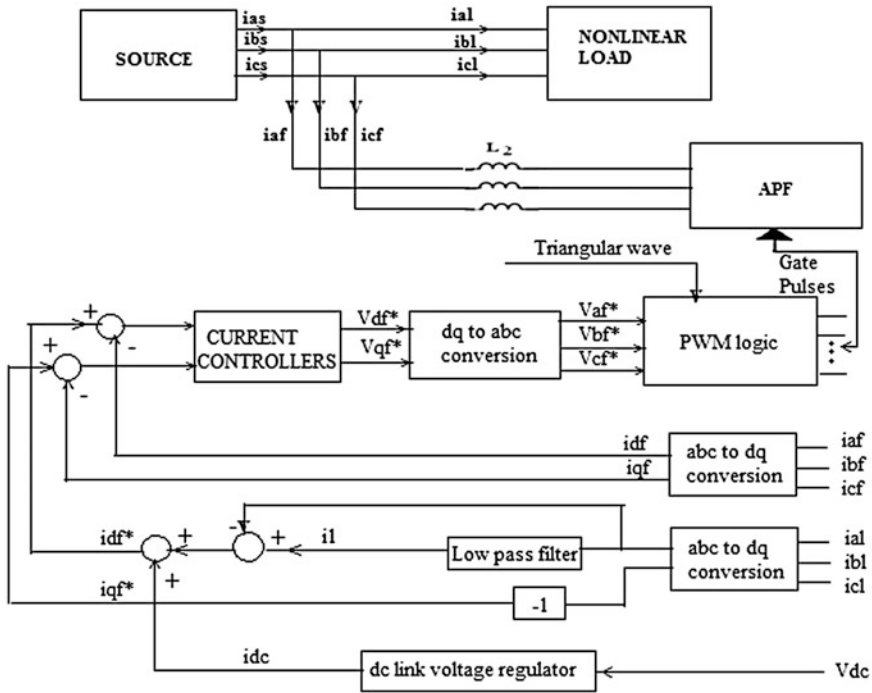 ias
ial
SOURCE
ibs
ibl
NONLINEAR
LOAD
ics
icl
iaf
ibf
icf
L 2
APF
Triangular wave
Gate
Pulses
+
+
-
-
CURRENT
CONTROLLERS
Vdf*
Vqf*
dq to abc
conversion
Vaf*
Vbf*
Vcf*
PWM logic
idf
iqf
abc to dq
conversion
iaf
ibf
icf
idf*
+
-
+
i1
Low pass filter
abc to dq
conversion
ial
ibl
icl
iqf*
+
-1
idc
dc link voltage regulator
Vdc